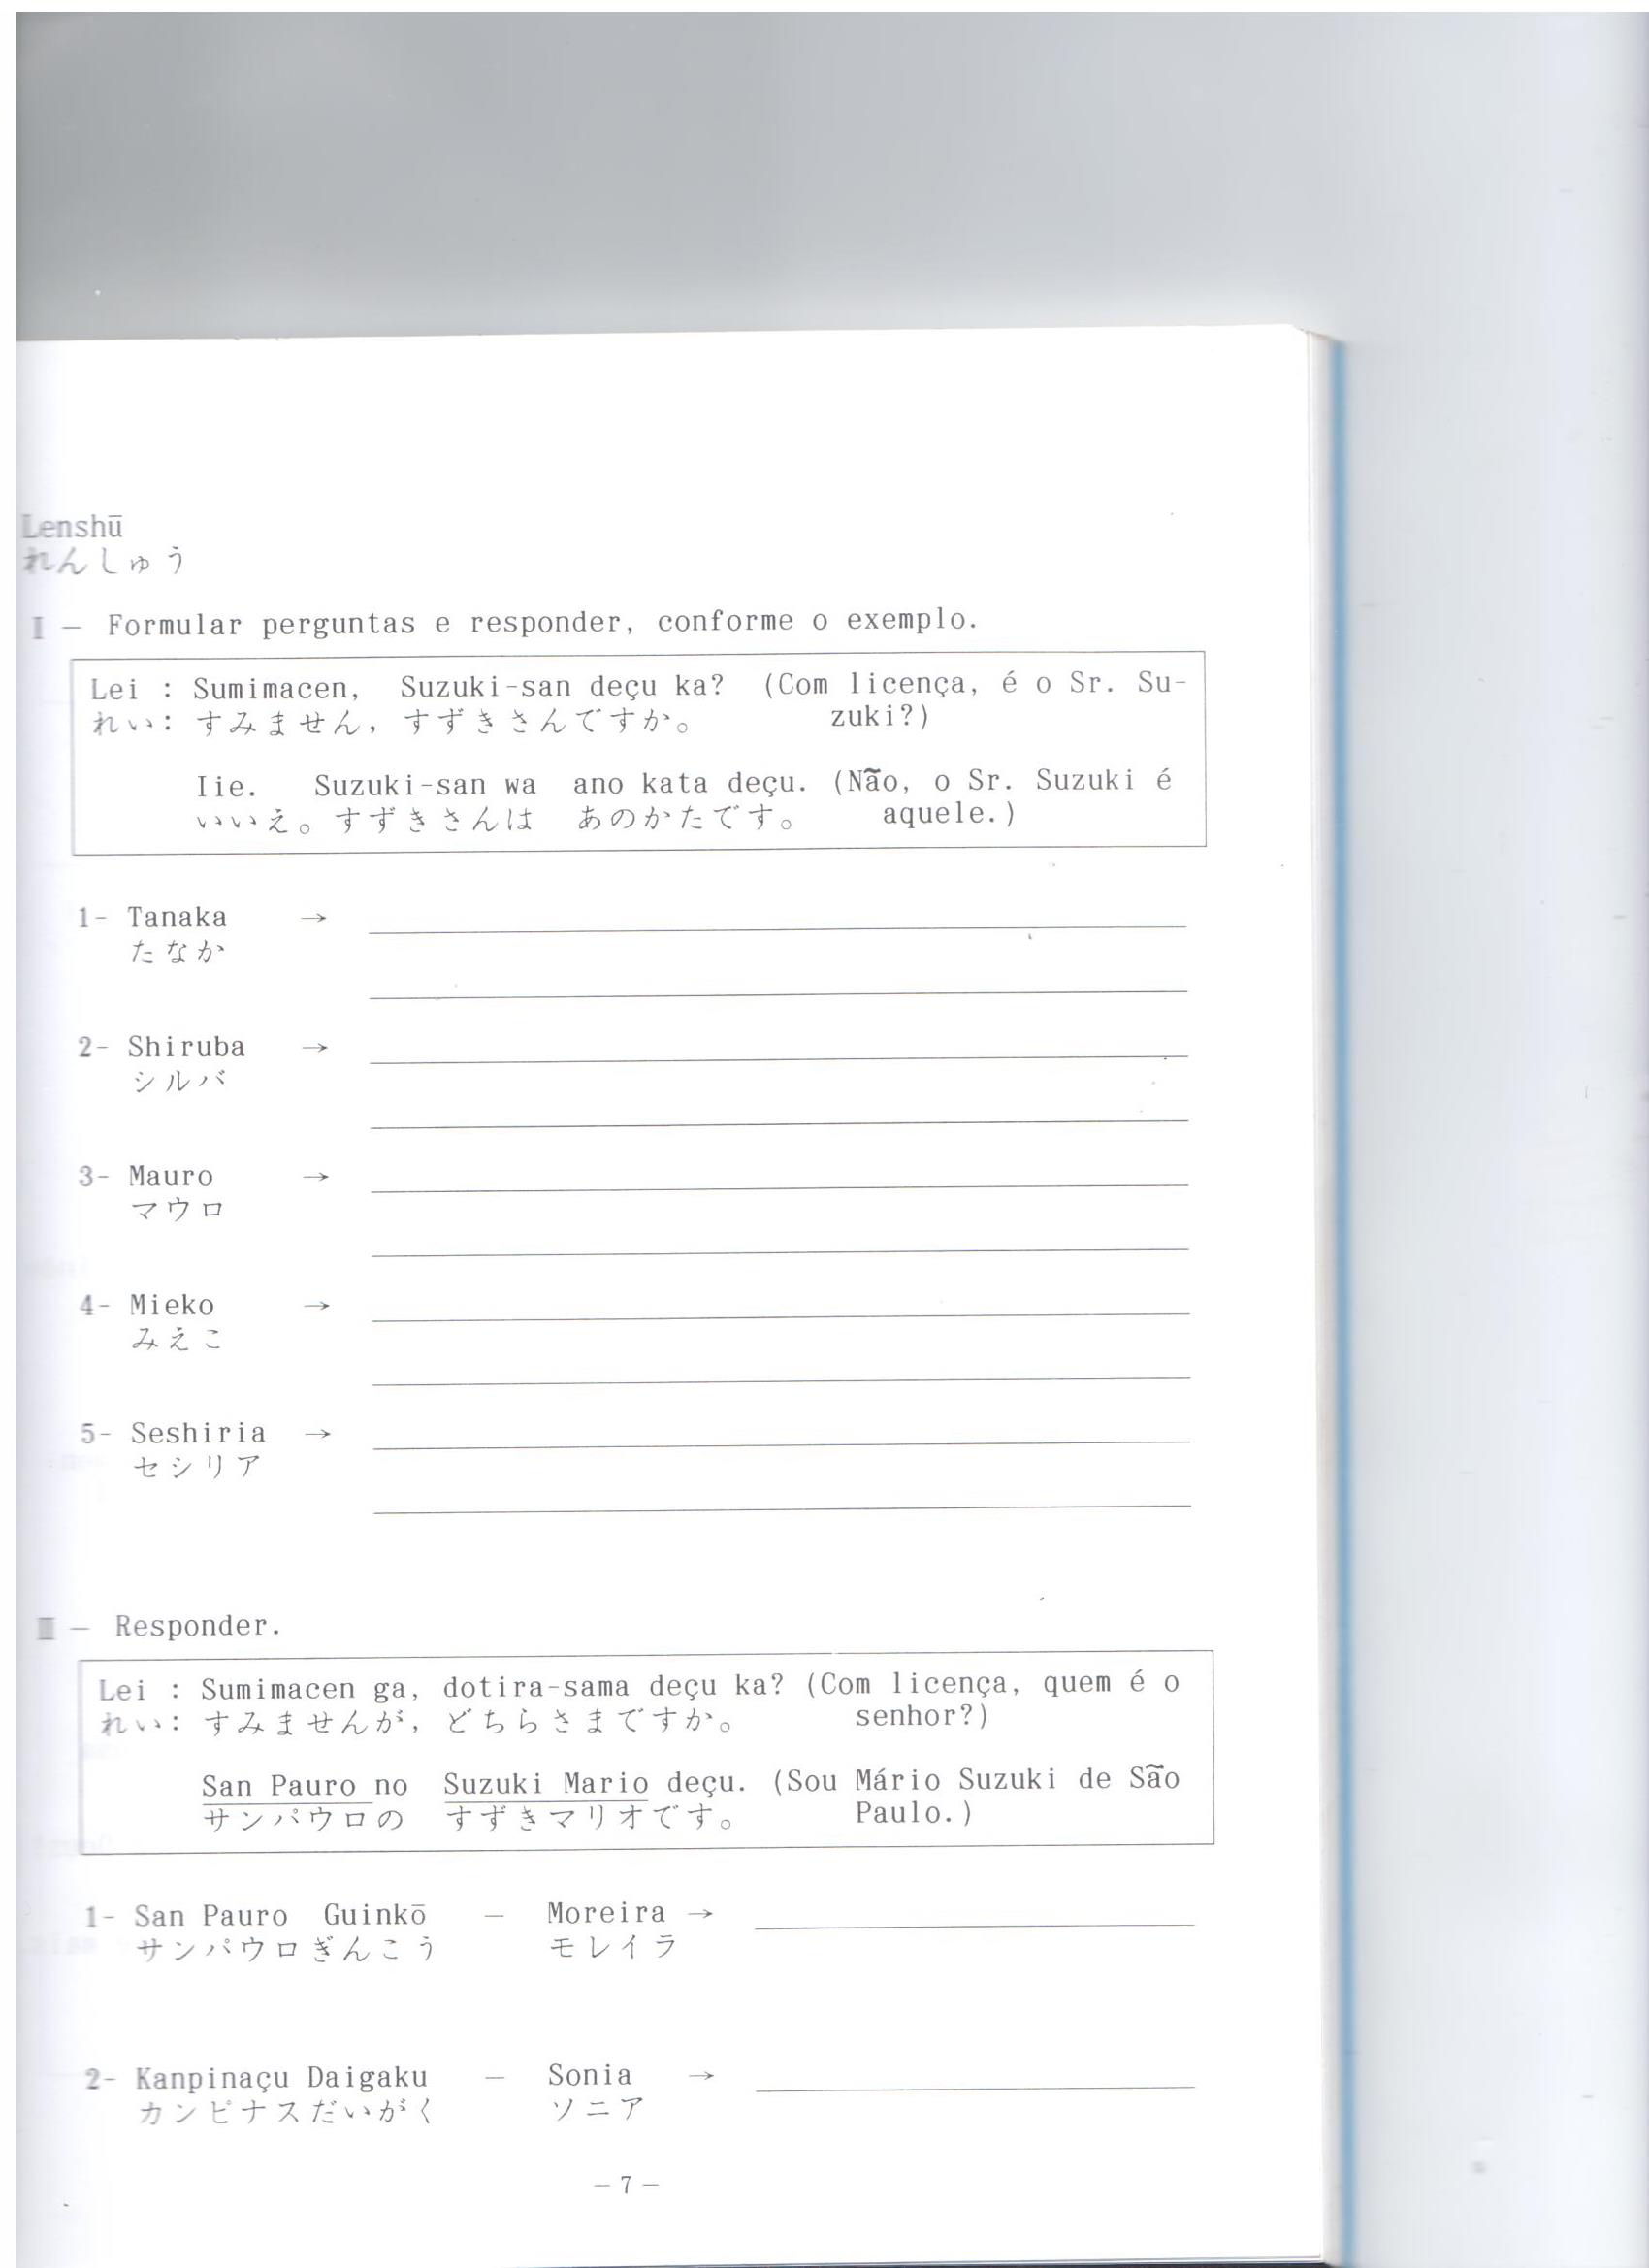 Lenshū
れんしゅう
I － Formular perguntas e responder, conforme o exemplo.
Lei : Sumimacen, Suzuki-san deçu ka? (Com licença, é o Sr. Su-
れい: すみません, すずきさんですか。 zuki?)
Iie. Suzuki-san wa ano kata deçu. (Não, o Sr. Suzuki é
いいえ。すずきさんは あのかたです。 aquele.)
1- Tanaka →
たなか
2- Shiruba →
シルバ
3- Mauro →
マウロ
4- Mieko →
みえこ
5- Seshiria →
セシリア
II － Responder.
Lei : Sumimacen ga, dotira-sama deçu ka? (Com licença, quem é o
れい: すみませんが, どちらさまですか。 senhor?)
San Pauro no Suzuki Mario deçu. (Sou Mário Suzuki de São
サンパウロの すずきマリオです。 Paulo.)
1- San Pauro Guinkō － Moreira →
サンパウロぎんこう モレイラ
2- Kanpinaçu Daigaku － Sonia →
カンピナスだいがく ソニア
－7－